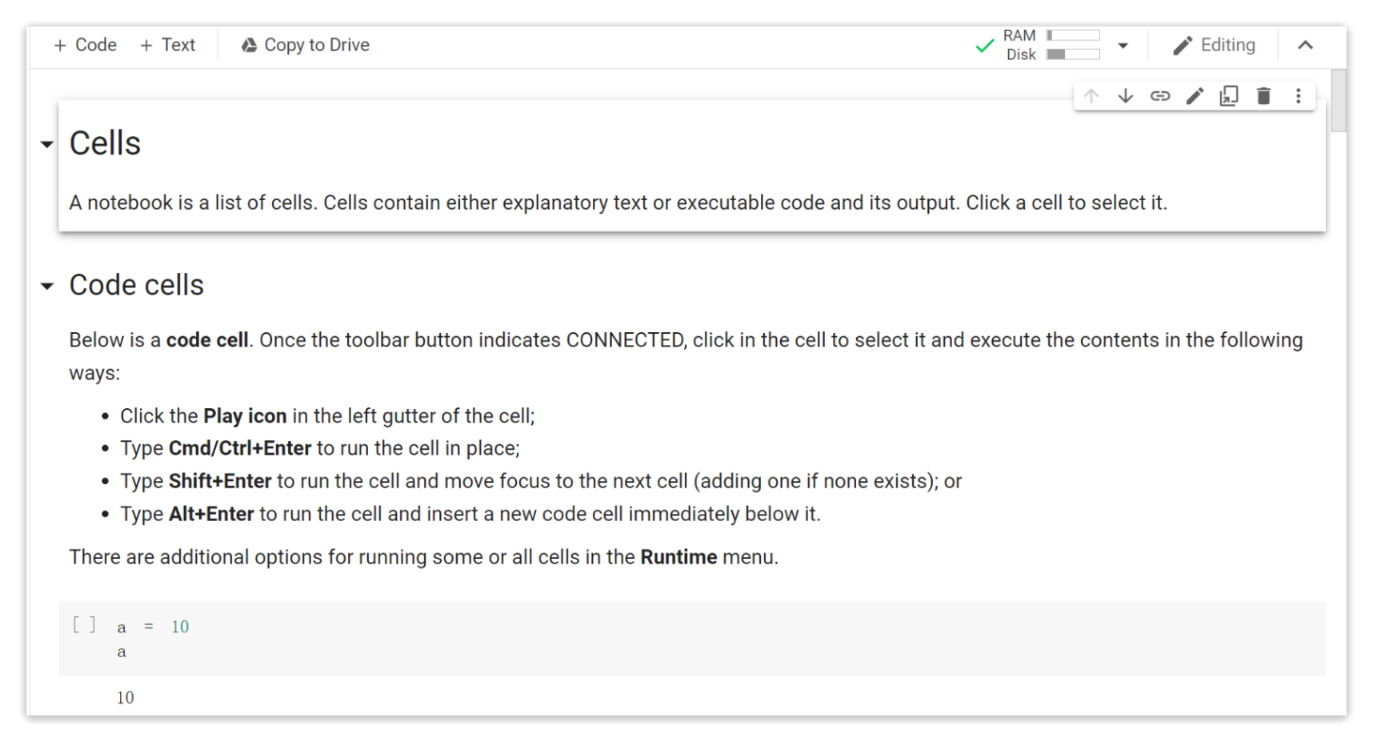 + Code + Text Copy to Drive RAM Disk Editing
Cells
A notebook is a list of cells. Cells contain either explanatory text or executable code and its output. Click a cell to select it.
Code cells
Below is a code cell. Once the toolbar button indicates CONNECTED, click in the cell to select it and execute the contents in the following
ways:
• Click the Play icon in the left gutter of the cell;
• Type Cmd/Ctrl+Enter to run the cell in place;
• Type Shift+Enter to run the cell and move focus to the next cell (adding one if none exists); or
• Type Alt+Enter to run the cell and insert a new code cell immediately below it.
There are additional options for running some or all cells in the Runtime menu.
[ ] a = 10
a
10